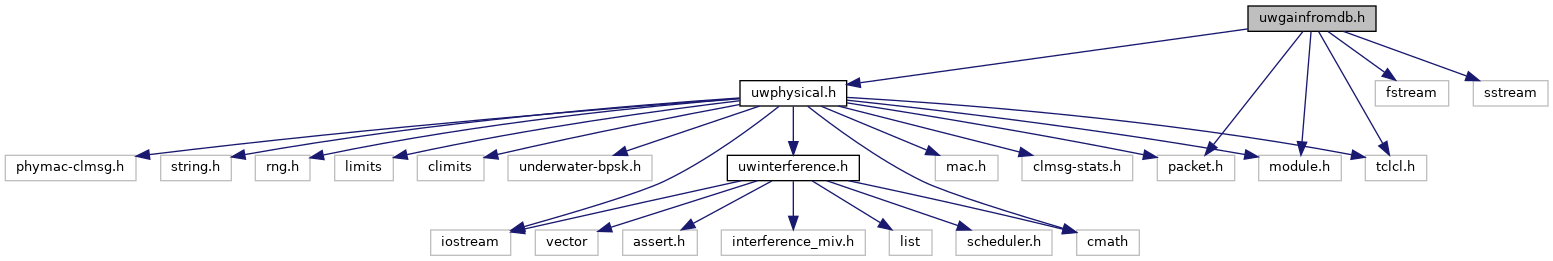 uwgainfromdb.h
uwphysical.h
fstream
sstream
phymac-clmsg.h
string.h
rng.h
limits
climits
underwater-bpsk.h
uwinterference.h
mac.h
clmsg-stats.h
packet.h
module.h
tclcl.h
iostream
vector
assert.h
interference_miv.h
list
scheduler.h
cmath